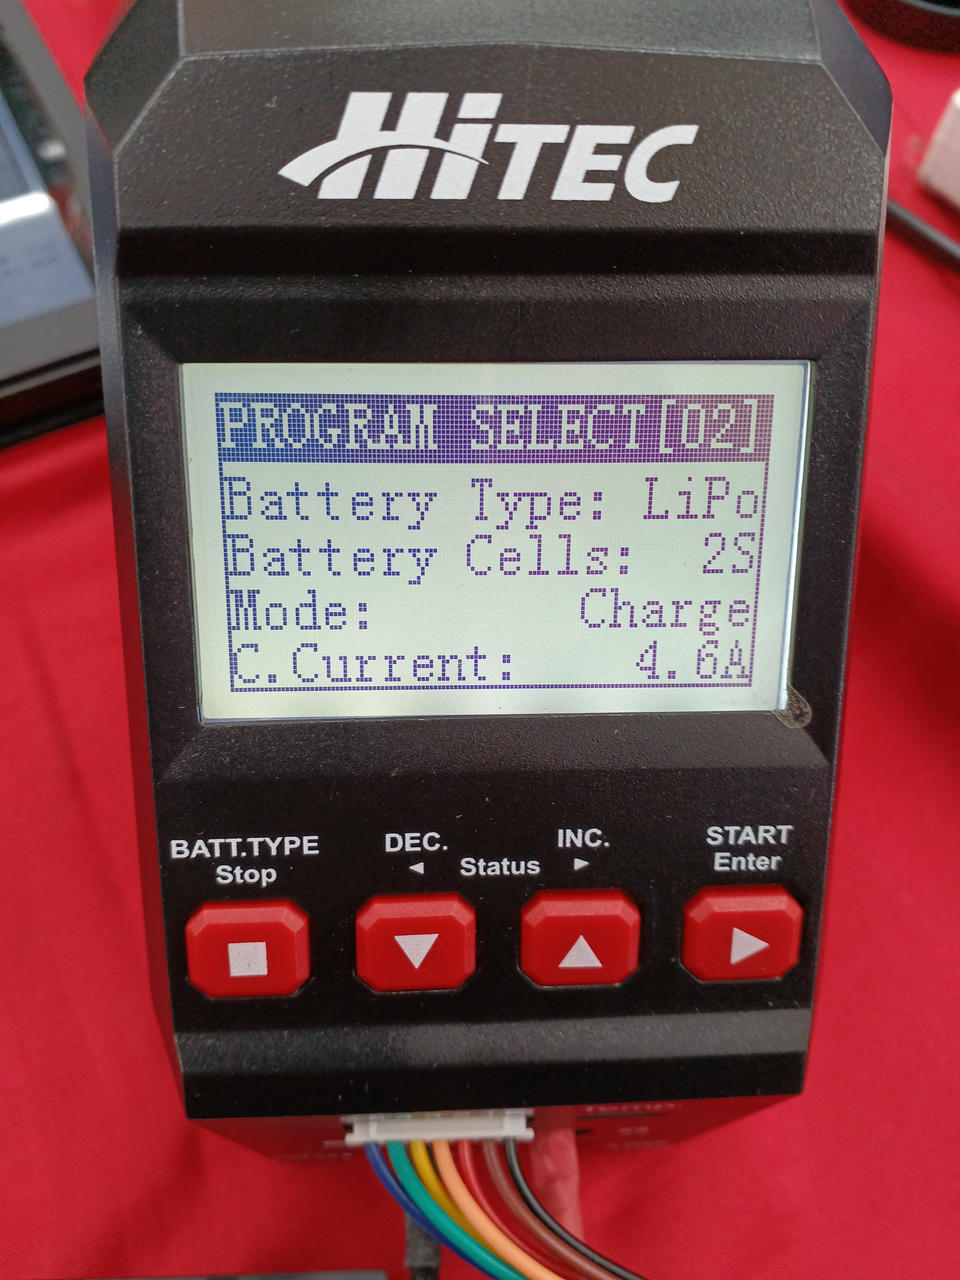 HiTEC
PROGRAM SELECT[02]
Battery Type: LiPo
Battery Cells: 2S
Mode: Charge
C.Current: 4.6A
BATT.TYPE
Stop
DEC.
Status
INC.
START
Enter